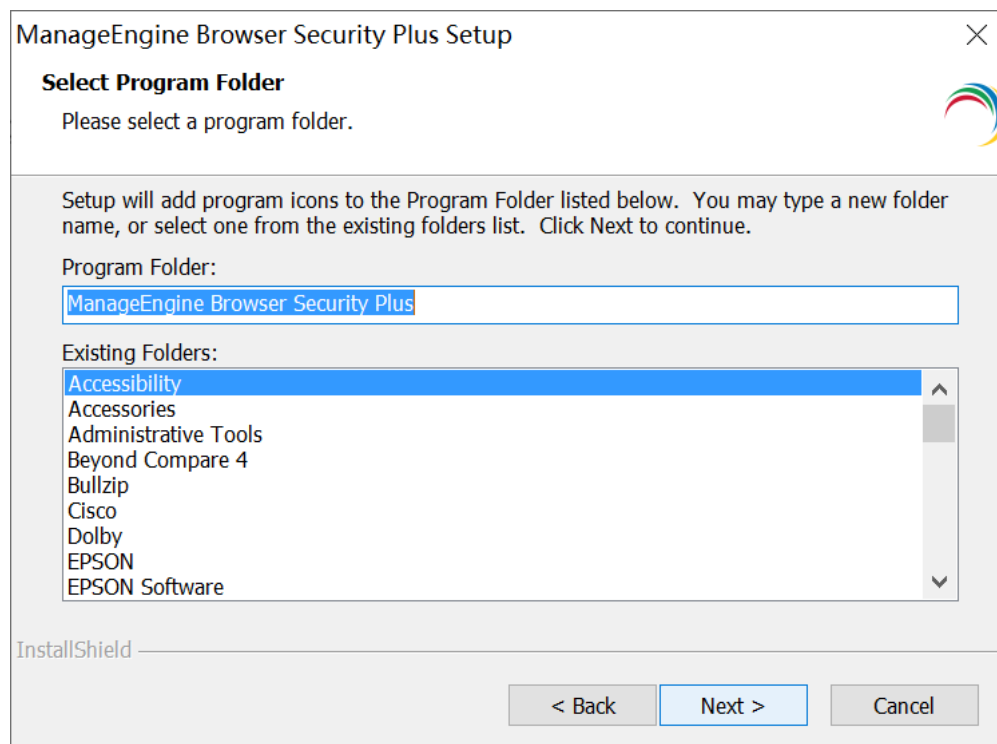 ManageEngine Browser Security Plus Setup
Select Program Folder
Please select a program folder.
Setup will add program icons to the Program Folder listed below.  You may type a new folder
name, or select one from the existing folders list.  Click Next to continue.
Program Folder:
ManageEngine Browser Security Plus
Existing Folders:
Accessibility
Accessories
Administrative Tools
Beyond Compare 4
Bullzip
Cisco
Dolby
EPSON
EPSON Software
InstallShield
< Back
Next >
Cancel